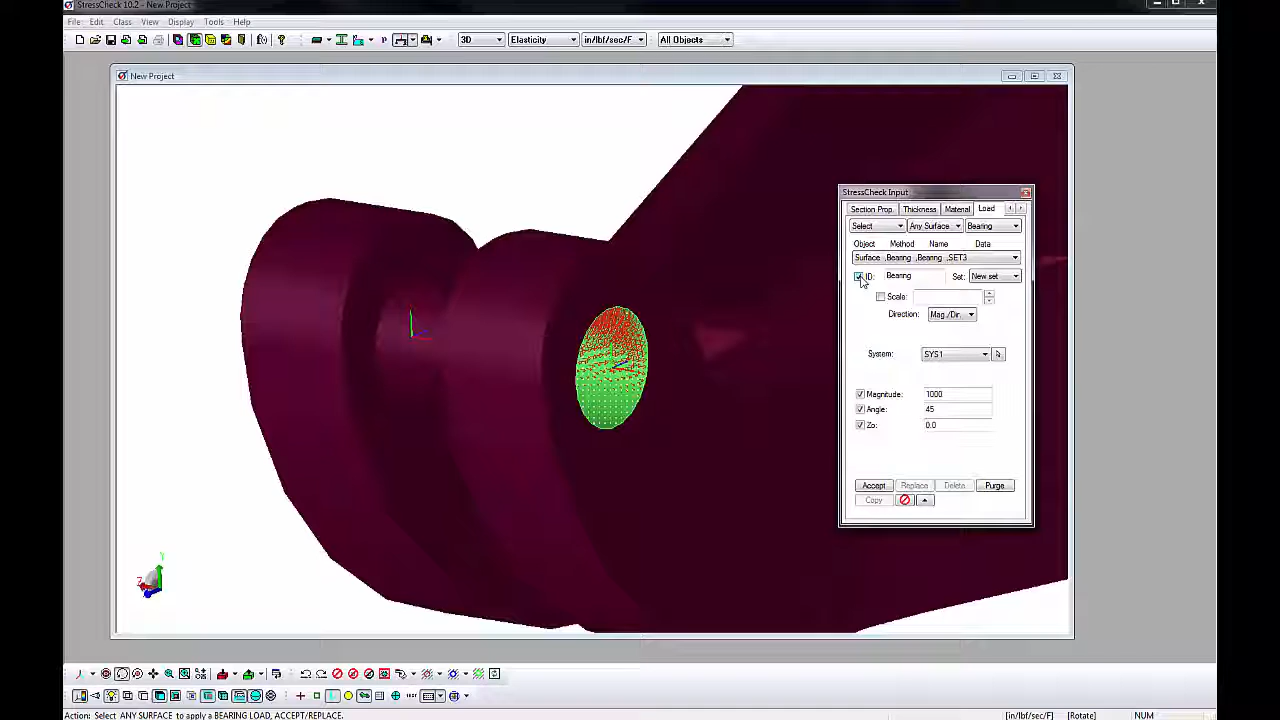 StressCheck 10.2 - New Project
File Edit Class View Display Tools Help
3D Elasticity in/lbf/sec/F All Objects
New Project
StressCheck Input
Section Prop. Thickness Material Load
Select Any Surface Bearing
Object Method Name Data
Surface ,Bearing ,Bearing ,SET3
ID: Bearing Set: New set
Scale:
Direction: Mag./Dir.
System: SYS1
Magnitude: 1000
Angle: 45
Zo: 0.0
Accept Replace Delete Purge
Copy
Y
Z
Action: Select ANY SURFACE to apply a BEARING LOAD, ACCEPT/REPLACE. [in/lbf/sec/F] [Rotate] NUM